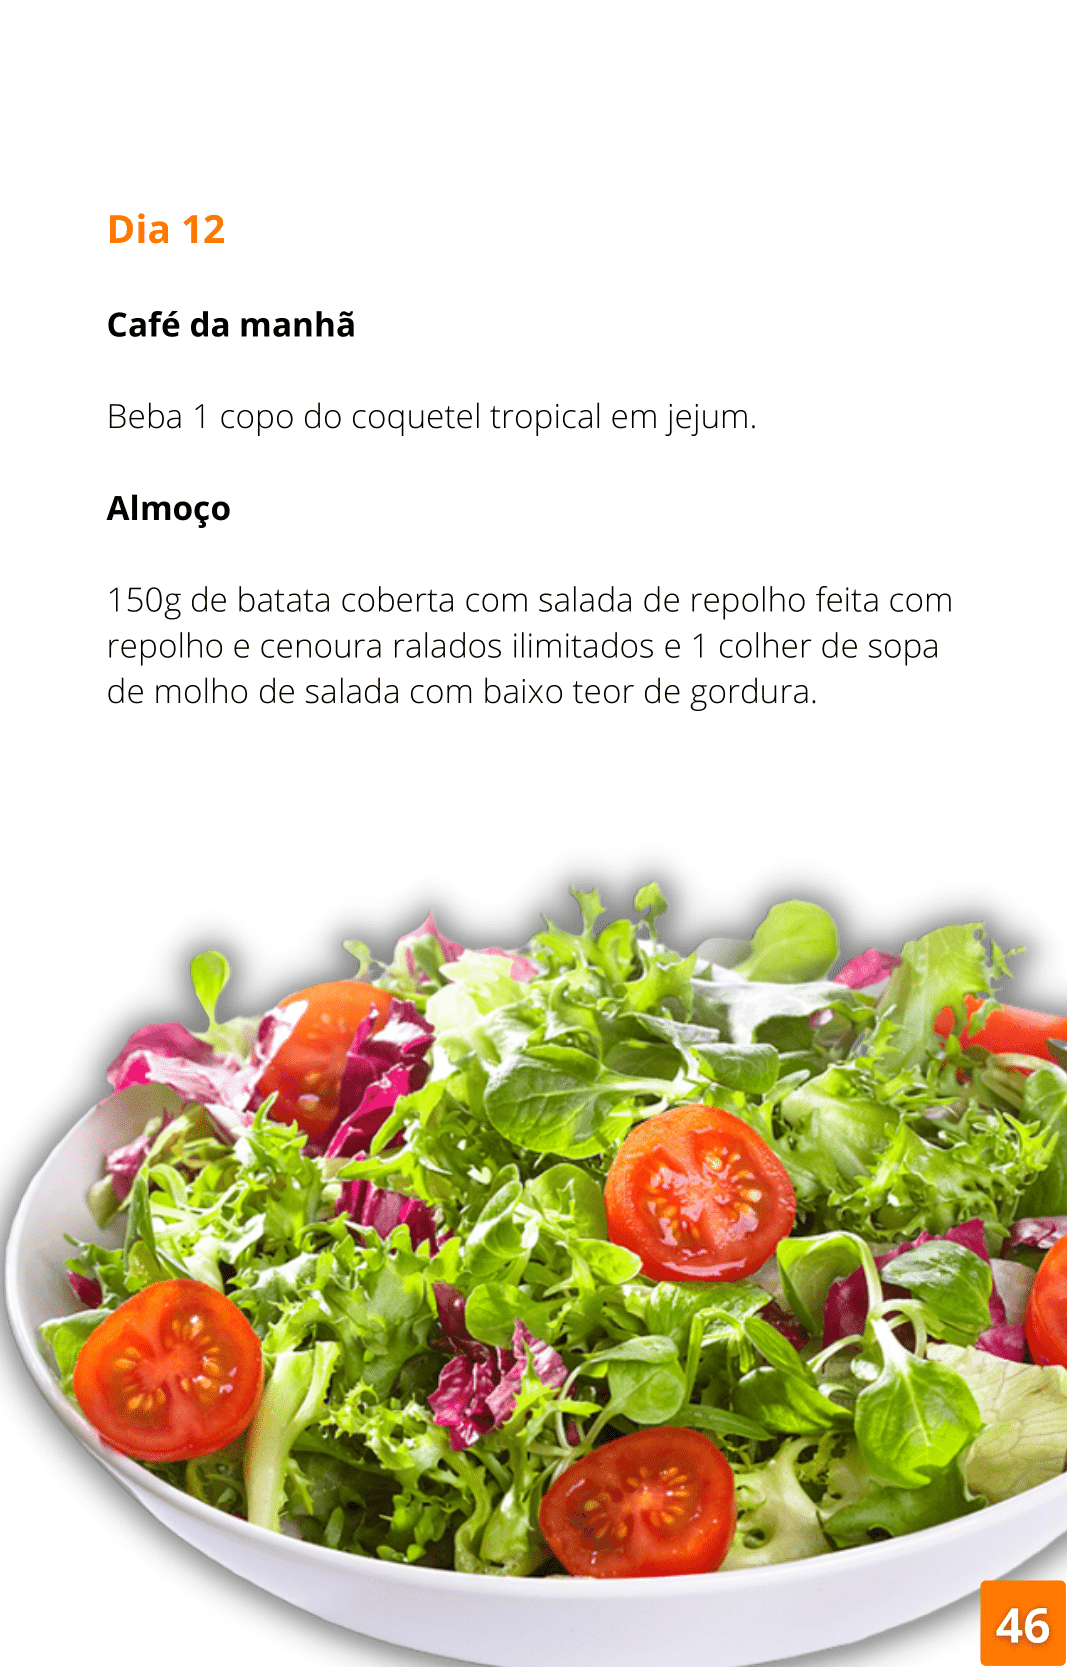 Dia 12
Café da manhã
Beba 1 copo do coquetel tropical em jejum.
Almoço
150g de batata coberta com salada de repolho feita com
repolho e cenoura ralados ilimitados e 1 colher de sopa
de molho de salada com baixo teor de gordura.
46